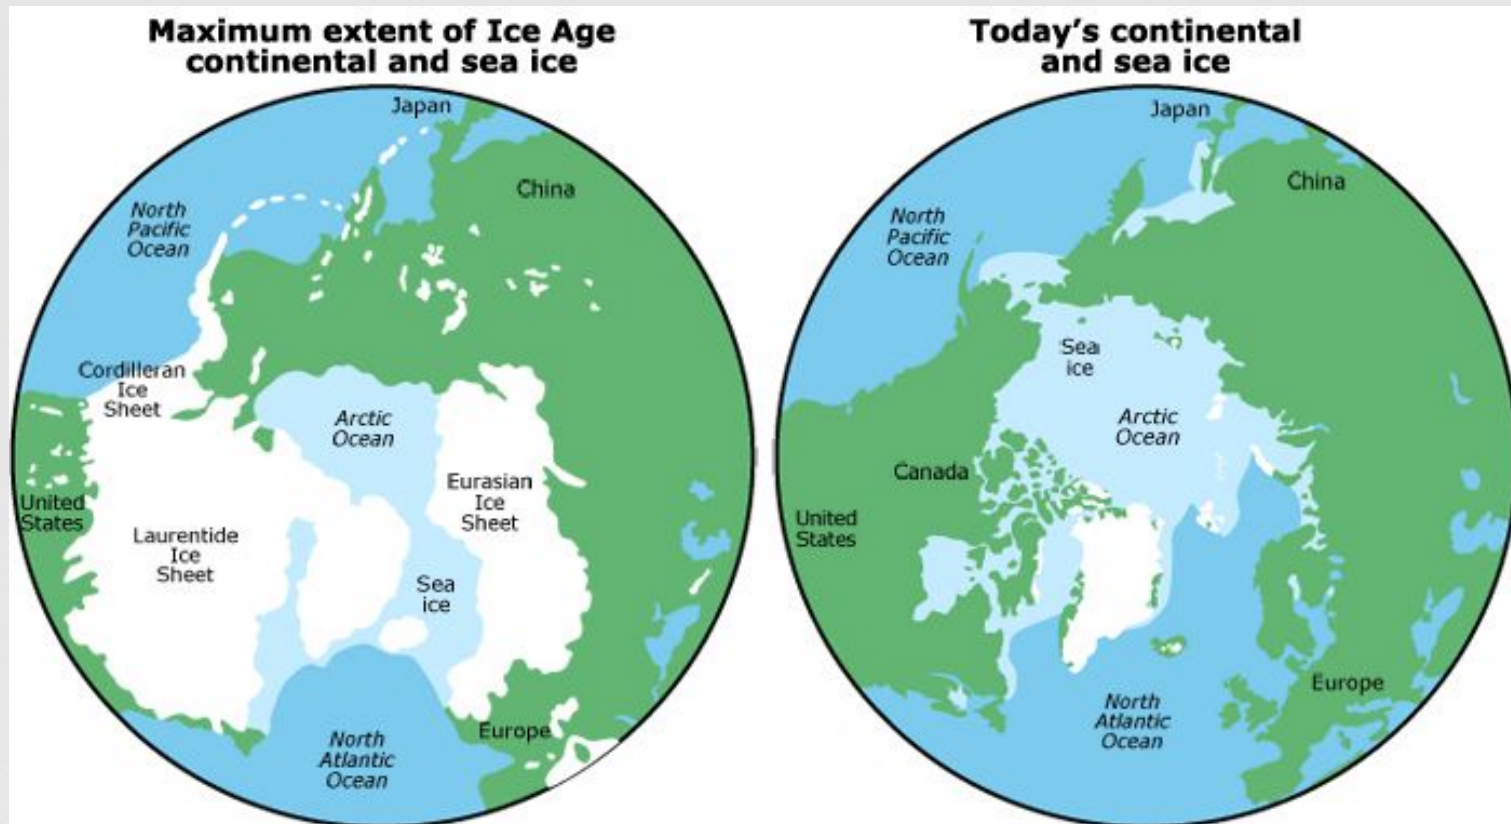 Maximum extent of Ice Age
continental and sea ice
Japan
China
North
Pacific
Ocean
Cordilleran
Ice
Sheet
Arctic
Ocean
United
States
Laurentide
Ice
Sheet
Eurasian
Ice
Sheet
Sea
ice
Europe
North
Atlantic
Ocean
Today's continental
and sea ice
Japan
China
North
Pacific
Ocean
Sea
ice
Arctic
Ocean
Canada
United
States
Europe
North
Atlantic
Ocean